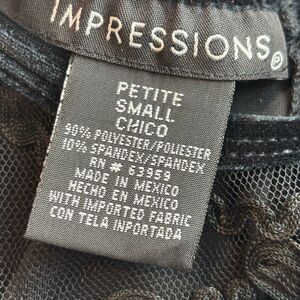 IMPRESSIONS
PETITE
SMALL
CHICO
90% POLYESTER/POLIESTER
10% SPANDEX/SPANDEX
RN # 63959
MADE IN MEXICO
HECHO EN MEXICO
WITH IMPORTED FABRIC
CON TELA INPORTADA